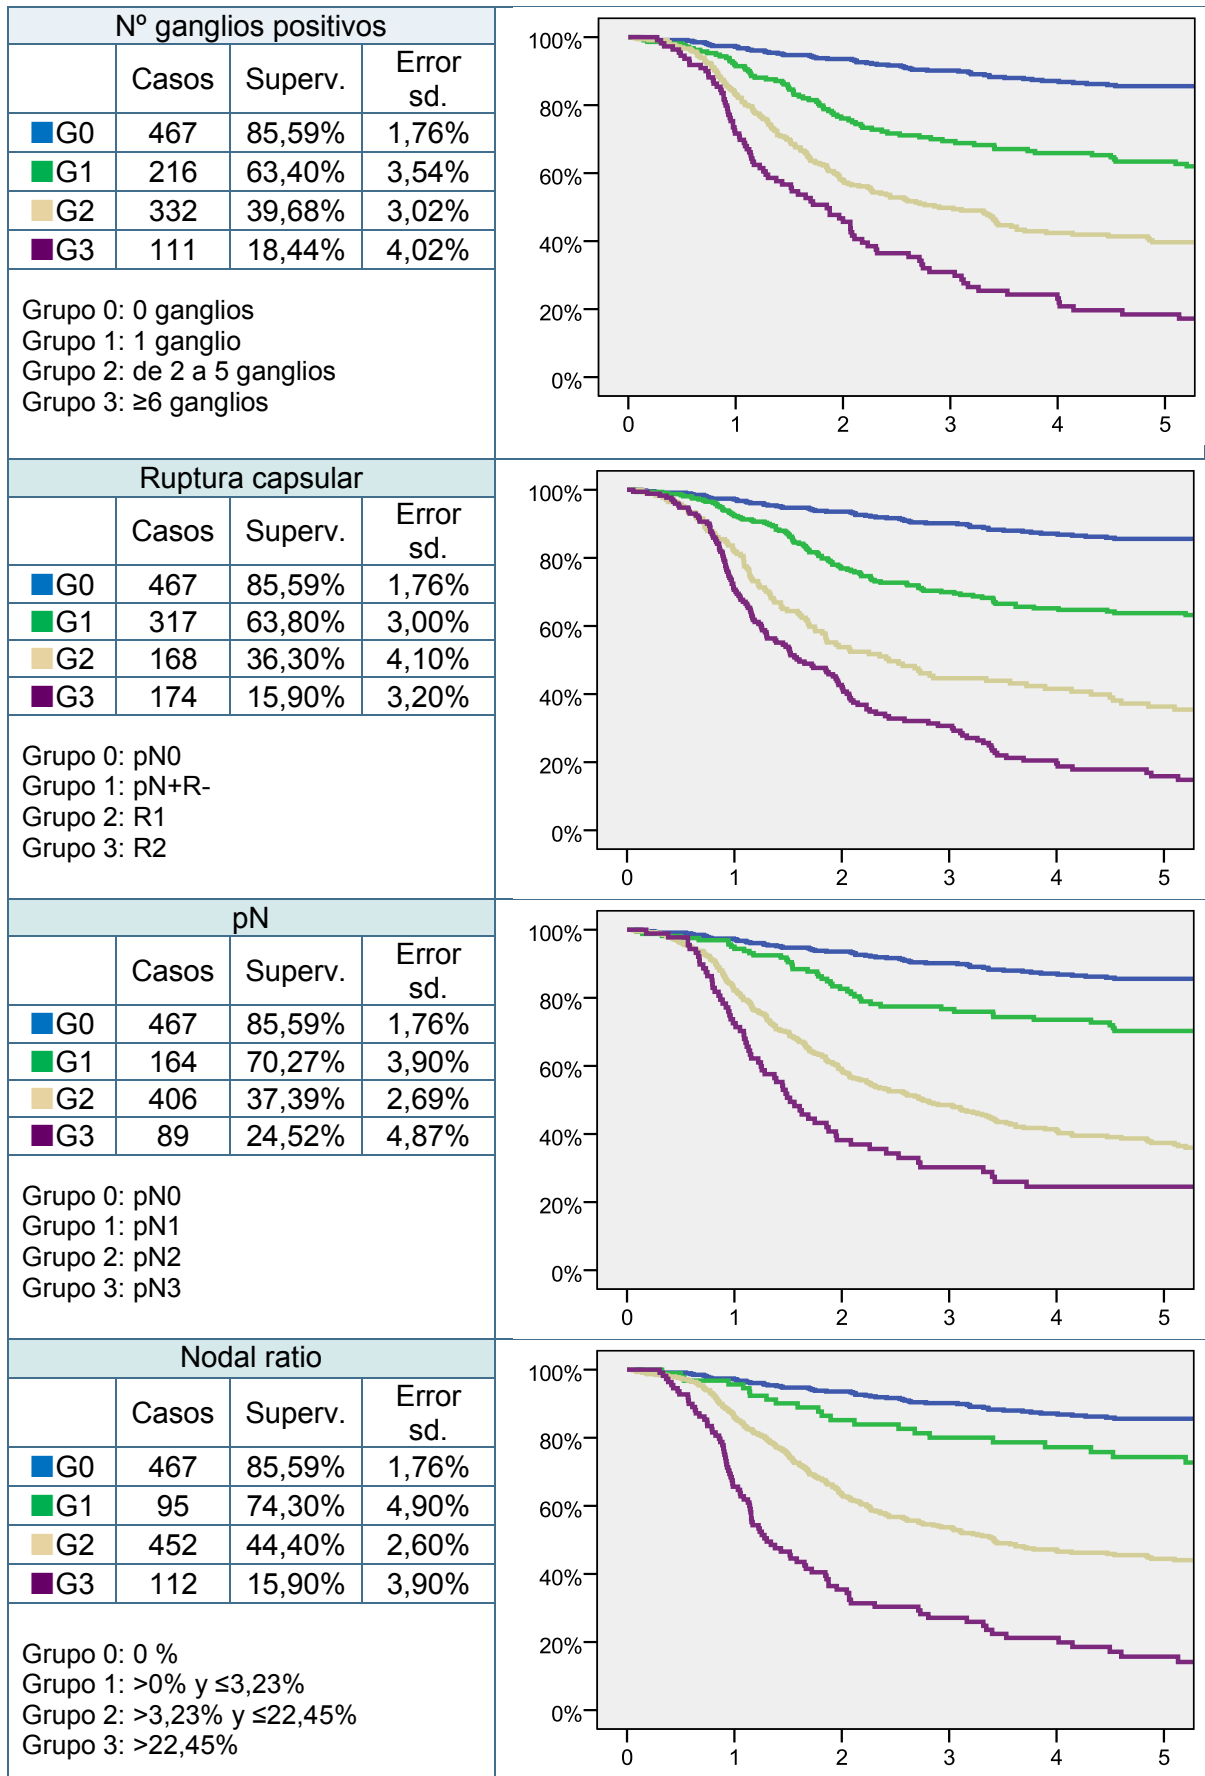 Nº ganglios positivos
Casos Superv. Error sd.
G0 467 85,59% 1,76%
G1 216 63,40% 3,54%
G2 332 39,68% 3,02%
G3 111 18,44% 4,02%
Grupo 0: 0 ganglios
Grupo 1: 1 ganglio
Grupo 2: de 2 a 5 ganglios
Grupo 3: ≥6 ganglios
100%
80%
60%
40%
20%
0%
0 1 2 3 4 5
Ruptura capsular
Casos Superv. Error sd.
G0 467 85,59% 1,76%
G1 317 63,80% 3,00%
G2 168 36,30% 4,10%
G3 174 15,90% 3,20%
Grupo 0: pN0
Grupo 1: pN+R-
Grupo 2: R1
Grupo 3: R2
100%
80%
60%
40%
20%
0%
0 1 2 3 4 5
pN
Casos Superv. Error sd.
G0 467 85,59% 1,76%
G1 164 70,27% 3,90%
G2 406 37,39% 2,69%
G3 89 24,52% 4,87%
Grupo 0: pN0
Grupo 1: pN1
Grupo 2: pN2
Grupo 3: pN3
100%
80%
60%
40%
20%
0%
0 1 2 3 4 5
Nodal ratio
Casos Superv. Error sd.
G0 467 85,59% 1,76%
G1 95 74,30% 4,90%
G2 452 44,40% 2,60%
G3 112 15,90% 3,90%
Grupo 0: 0 %
Grupo 1: >0% y ≤3,23%
Grupo 2: >3,23% y ≤22,45%
Grupo 3: >22,45%
100%
80%
60%
40%
20%
0%
0 1 2 3 4 5